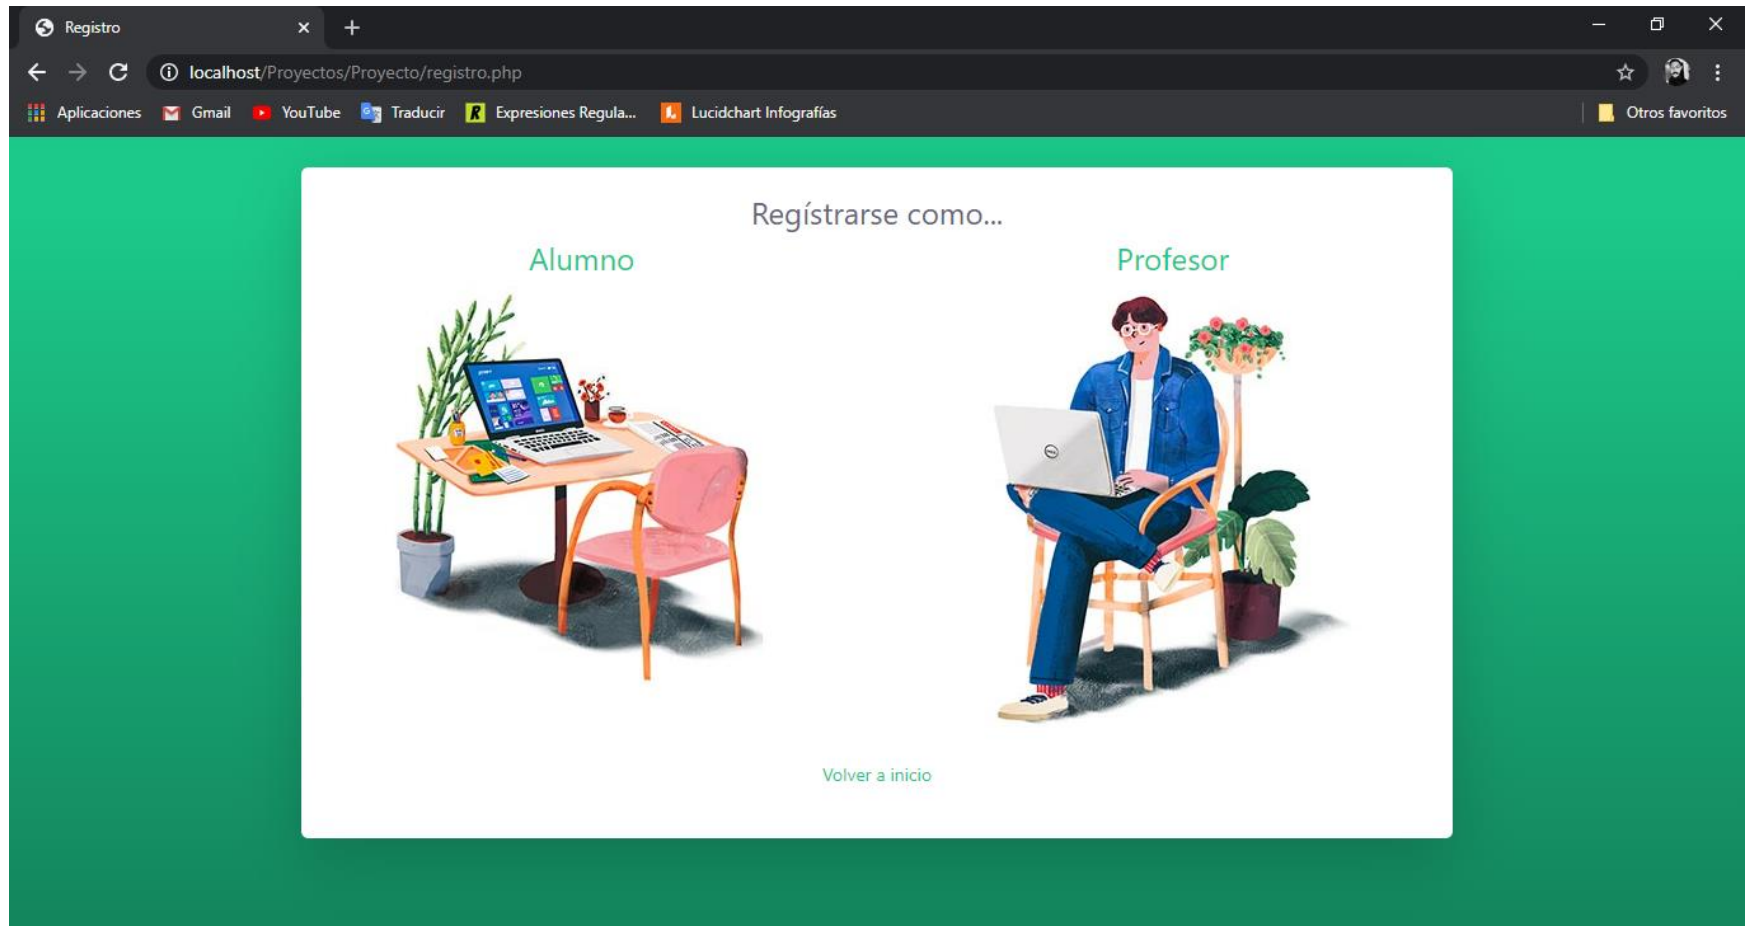 Registro
localhost/Proyectos/Proyecto/registro.php
Aplicaciones Gmail YouTube Traducir Expresiones Regula... Lucidchart Infografías Otros favoritos
Regístrarse como...
Alumno Profesor
Volver a inicio